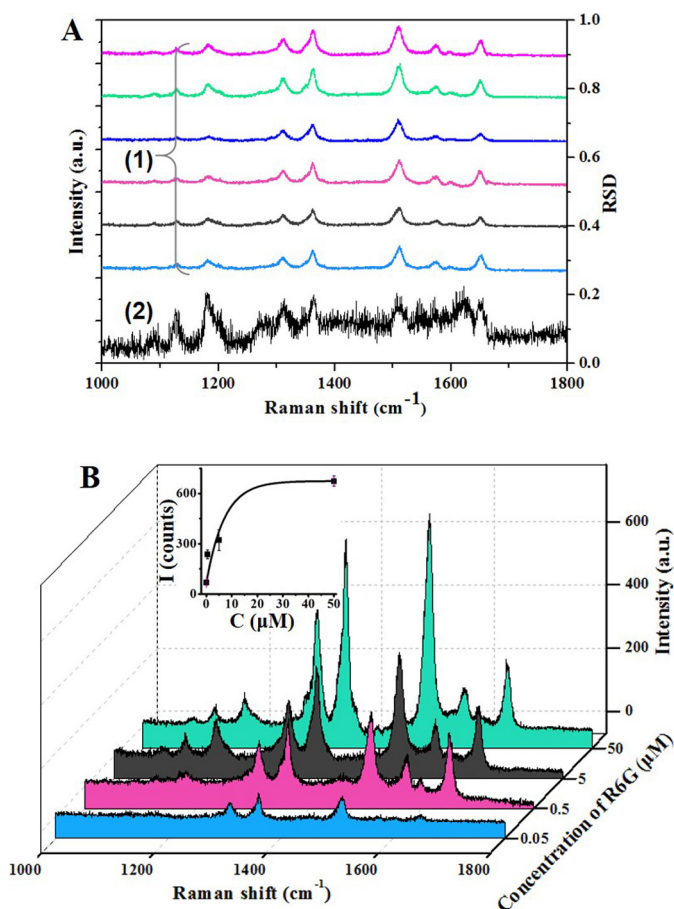 A
1.0
0.8
0.6
0.4
0.2
0.0
(1)
(2)
Intensity (a.u.)
RSD
1000 1200 1400 1600 1800
Raman shift (cm-1)
B
600
300
0
I (counts)
0 10 20 30 40 50
C (μM)
600
400
200
0
Intensity (a.u.)
50
5
0.5
0.05
Concentration of R6G (μM)
1000 1200 1400 1600 1800
Raman shift (cm-1)